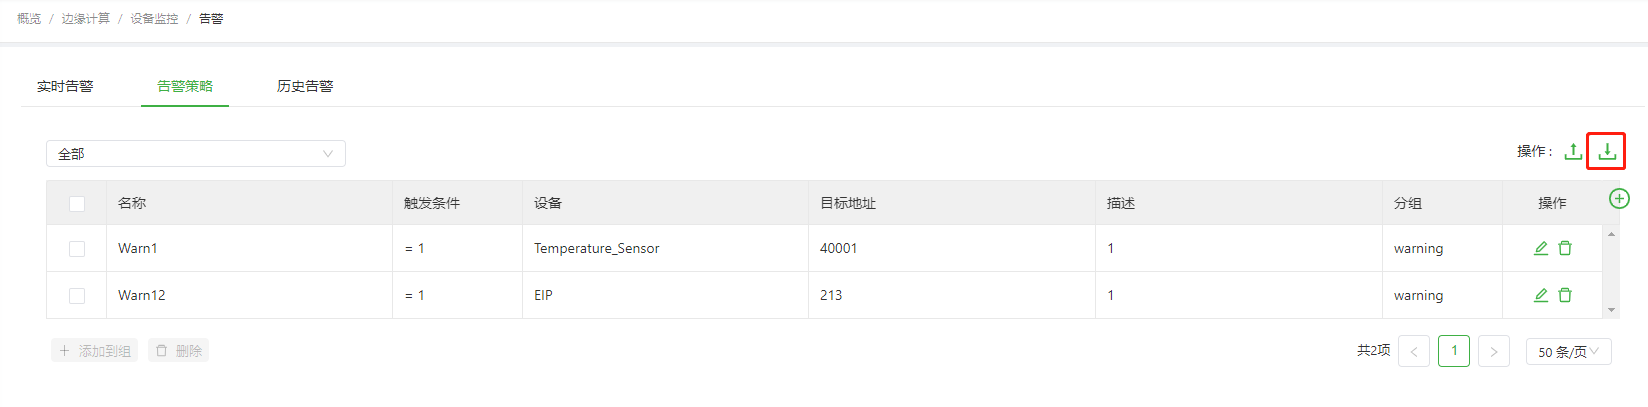 概览 / 边缘计算 / 设备监控 / 告警
实时告警 告警策略 历史告警
全部 操作：
名称 触发条件 设备 目标地址 描述 分组 操作
Warn1 = 1 Temperature_Sensor 40001 1 warning
Warn12 = 1 EIP 213 1 warning
+ 添加到组 删除 共2项 < 1 > 50 条/页